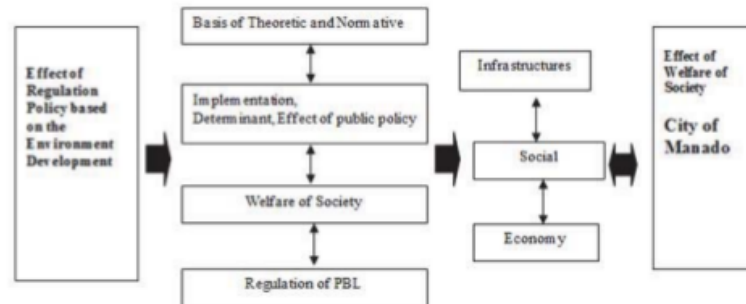 Effect of
Regulation
Policy based
on the
Environment
Development
Basis of Theoretic and Normative
Implementation,
Determinant, Effect of public policy
Welfare of Society
Regulation of PBL
Infrastructures
Social
Economy
Effect of
Welfare of
Society
City of
Manado